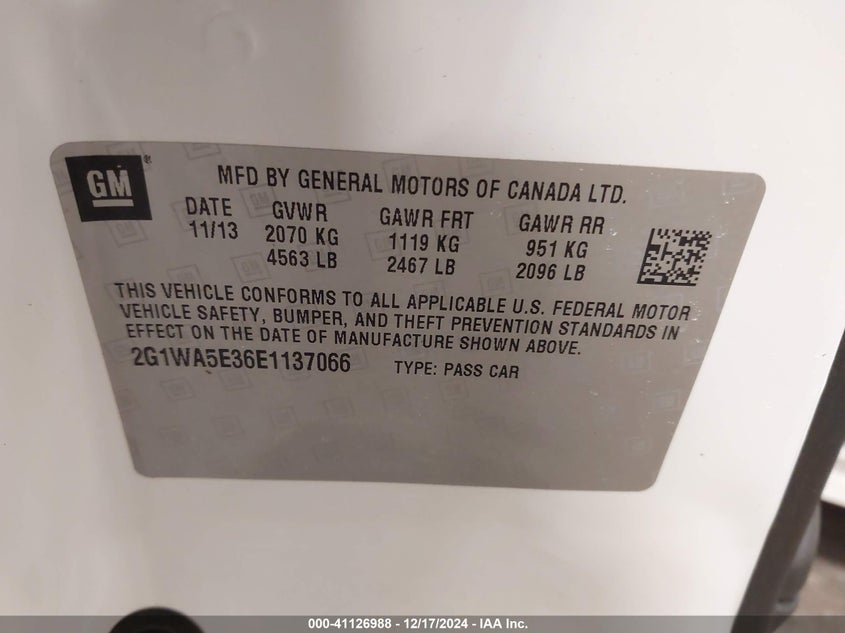 GM®
MFD BY GENERAL MOTORS OF CANADA LTD.
DATE GVWR GAWR FRT GAWR RR
11/13 2070 KG 1119 KG 951 KG
4563 LB 2467 LB 2096 LB
THIS VEHICLE CONFORMS TO ALL APPLICABLE U.S. FEDERAL MOTOR
VEHICLE SAFETY, BUMPER, AND THEFT PREVENTION STANDARDS IN
EFFECT ON THE DATE OF MANUFACTURE SHOWN ABOVE.
2G1WA5E36E1137066 TYPE: PASS CAR
000-41126988 - 12/17/2024 - IAA Inc.